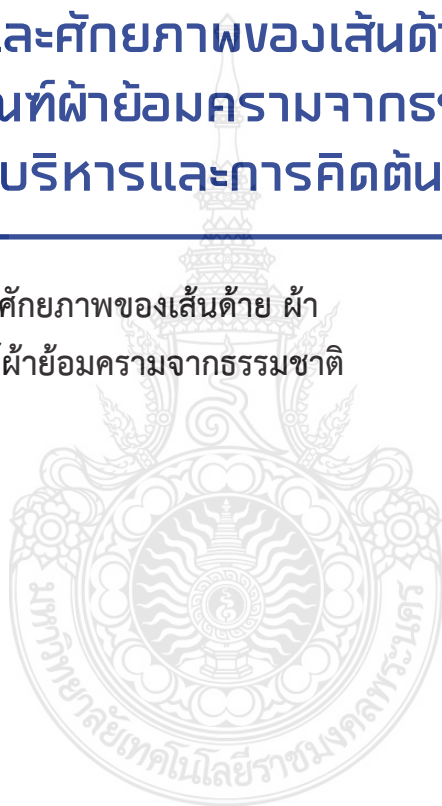 ละศักยภาพของเส้นด้า
ณฑ์ผ้าย้อมครามจากธร
บริหารและการคิดต้น
ศักยภาพของเส้นด้าย ผ้า
ผ้าย้อมครามจากธรรมชาติ
มหาวิทยาลัยเทคโนโลยีราชมงคลพระนคร